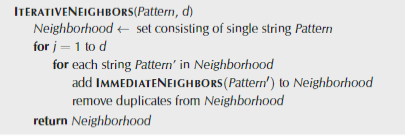 ITERATIVENEIGHBORS(Pattern, d)
Neighborhood ← set consisting of single string Pattern
for j = 1 to d
for each string Pattern’ in Neighborhood
add IMMEDIATENEIGHBORS(Pattern') to Neighborhood
remove duplicates from Neighborhood
return Neighborhood